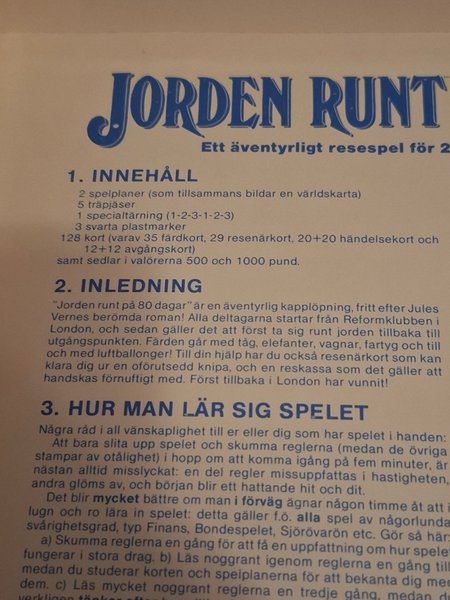 JORDEN RUNT
Ett äventyrligt resespel för 2
1. INNEHÅLL
2 spelplaner (som tillsammans bildar en världskarta)
5 träpjäser
1 specialtärning (1-2-3-1-2-3)
3 svarta plastmarker
128 kort (varav 35 färdkort, 29 resenärkort, 20+20 händelsekort och
12+12 avgångskort)
samt sedlar i valörerna 500 och 1000 pund.
2. INLEDNING
"Jorden runt på 80 dagar" är en äventyrlig kapplöpning, fritt efter Jules
Vernes berömda roman! Alla deltagarna startar från Reformklubben i
London, och sedan gäller det att först ta sig runt jorden tillbaka till
utgångspunkten. Färden går med tåg, elefanter, vagnar, fartyg och till
och med luftballonger! Till din hjälp har du också resenärkort som kan
klara dig ur en oförutsedd knipa, och en reskassa som det gäller att
handskas förnuftigt med. Först tillbaka i London har vunnit!
3. HUR MAN LÄR SIG SPELET
Några råd i all vänskaplighet till er eller dig som har spelet i handen:
Att bara slita upp spelet och skumma reglerna (medan de övriga
stampar av otålighet) i hopp om att komma igång på fem minuter, är
nästan alltid misslyckat: en del regler missuppfattas i hastigheten,
andra glöms av, och början blir ett hattande hit och dit.
Det blir mycket bättre om man i förväg ägnar någon timme åt att i
lugn och ro lära in spelet: detta gäller f.ö. alla spel av någorlunda
svårighetsgrad, typ Finans, Bondespelet, Sjörövarön etc. Gör så här:
a) Skumma reglerna en gång för att få en uppfattning om hur spelet
fungerar i stora drag. b) Läs noggrant igenom reglerna en gång till
medan du studerar korten och spelplanerna för att bekanta dig med
dem. c) Läs mycket noggrant reglerna en tredje gång, medan du
verkligen